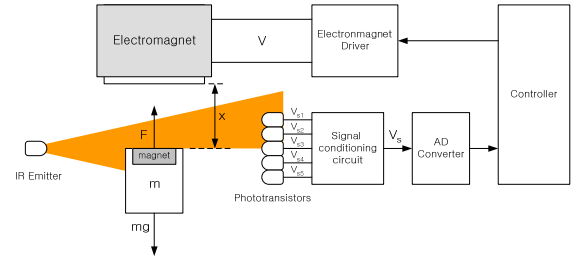 Electromagnet
V
Electronmagnet
Driver
Controller
F
x
magnet
m
mg
IR Emitter
Vs1
Vs2
Vs3
Vs4
Vs5
Phototransistors
Signal
conditioning
circuit
Vs
AD
Converter